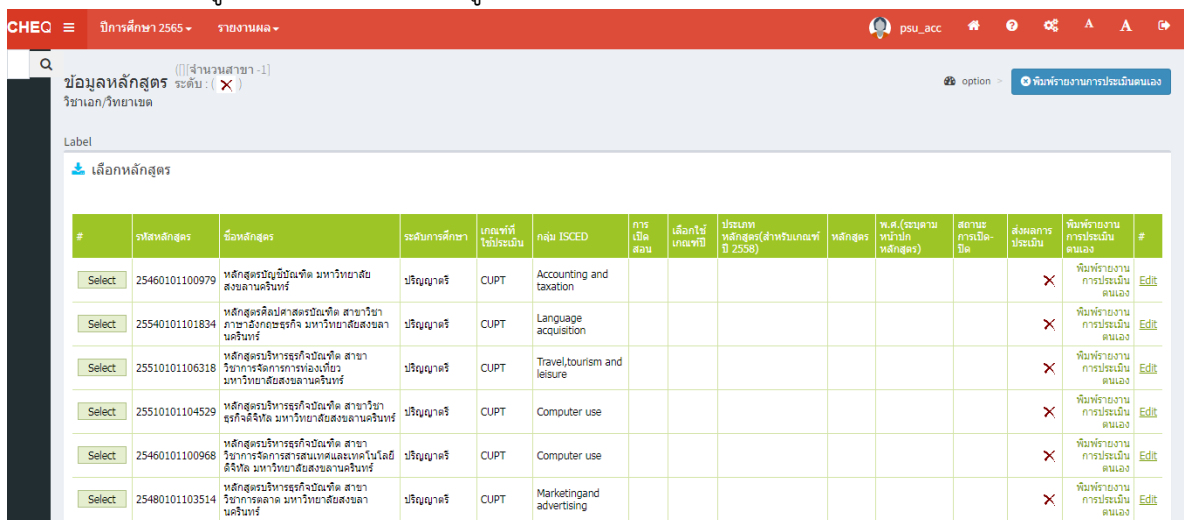 CHEQ ปีการศึกษา 2565 รายงานผล psu_acc A A
ข้อมูลหลักสูตร ระดับ : ( ) ([][จำนวนสาขา -1]
option > พิมพ์รายงานการประเมินตนเอง
วิชาเอก/วิทยาเขต
Label
เลือกหลักสูตร
# รหัสหลักสูตร ชื่อหลักสูตร ระดับการศึกษา เกณฑ์ที่ใช้ประเมิน กลุ่ม ISCED การเปิดสอน เลือกใช้เกณฑ์ปี ประเภทหลักสูตร(สำหรับเกณฑ์ปี 2558) หลักสูตร พ.ศ.(ระบุตามหน้าปกหลักสูตร) สถานะการเปิด-ปิด ส่งผลการประเมิน พิมพ์รายงานการประเมินตนเอง #
Select 25460101100979 หลักสูตรบัญชีบัณฑิต มหาวิทยาลัยสงขลานครินทร์ ปริญญาตรี CUPT Accounting and taxation พิมพ์รายงานการประเมินตนเอง Edit
Select 25540101101834 หลักสูตรศิลปศาสตรบัณฑิต สาขาวิชาภาษาอังกฤษธุรกิจ มหาวิทยาลัยสงขลานครินทร์ ปริญญาตรี CUPT Language acquisition พิมพ์รายงานการประเมินตนเอง Edit
Select 25510101106318 หลักสูตรบริหารธุรกิจบัณฑิต สาขาวิชาการจัดการการท่องเที่ยว มหาวิทยาลัยสงขลานครินทร์ ปริญญาตรี CUPT Travel,tourism and leisure พิมพ์รายงานการประเมินตนเอง Edit
Select 25510101104529 หลักสูตรบริหารธุรกิจบัณฑิต สาขาวิชาธุรกิจดิจิทัล มหาวิทยาลัยสงขลานครินทร์ ปริญญาตรี CUPT Computer use พิมพ์รายงานการประเมินตนเอง Edit
Select 25460101100968 หลักสูตรบริหารธุรกิจบัณฑิต สาขาวิชาการจัดการสารสนเทศและเทคโนโลยีดิจิทัล มหาวิทยาลัยสงขลานครินทร์ ปริญญาตรี CUPT Computer use พิมพ์รายงานการประเมินตนเอง Edit
Select 25480101103514 หลักสูตรบริหารธุรกิจบัณฑิต สาขาวิชาการตลาด มหาวิทยาลัยสงขลานครินทร์ ปริญญาตรี CUPT Marketingand advertising พิมพ์รายงานการประเมินตนเอง Edit